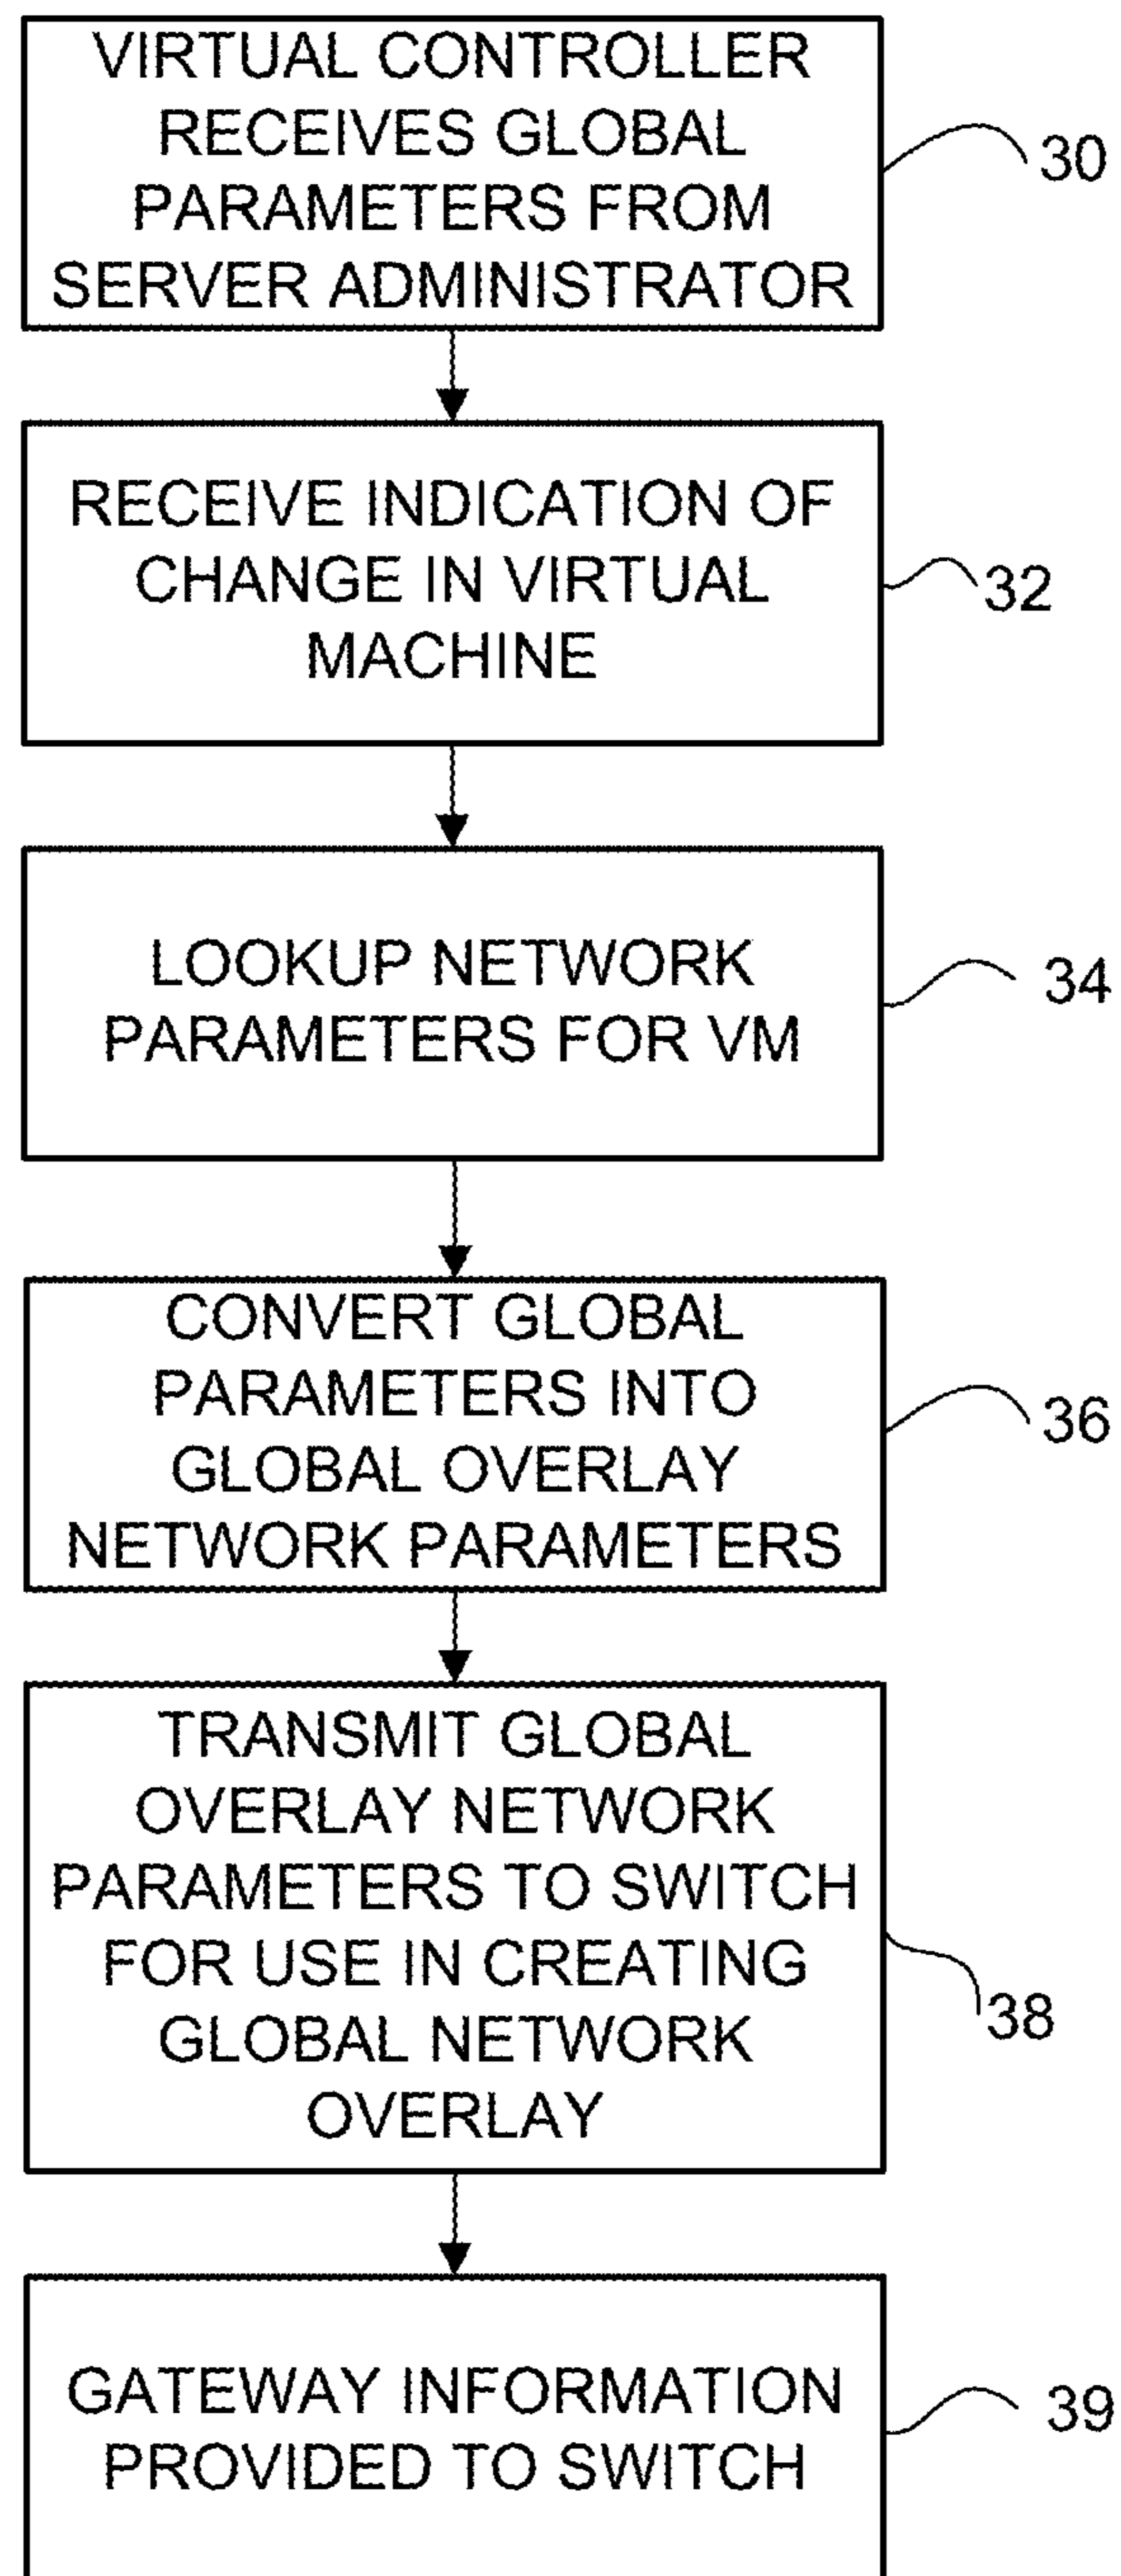 VIRTUAL CONTROLLER
RECEIVES GLOBAL
PARAMETERS FROM
SERVER ADMINISTRATOR
30
RECEIVE INDICATION OF
CHANGE IN VIRTUAL
MACHINE
32
LOOKUP NETWORK
PARAMETERS FOR VM
34
CONVERT GLOBAL
PARAMETERS INTO
GLOBAL OVERLAY
NETWORK PARAMETERS
36
TRANSMIT GLOBAL
OVERLAY NETWORK
PARAMETERS TO SWITCH
FOR USE IN CREATING
GLOBAL NETWORK
OVERLAY
38
GATEWAY INFORMATION
PROVIDED TO SWITCH
39